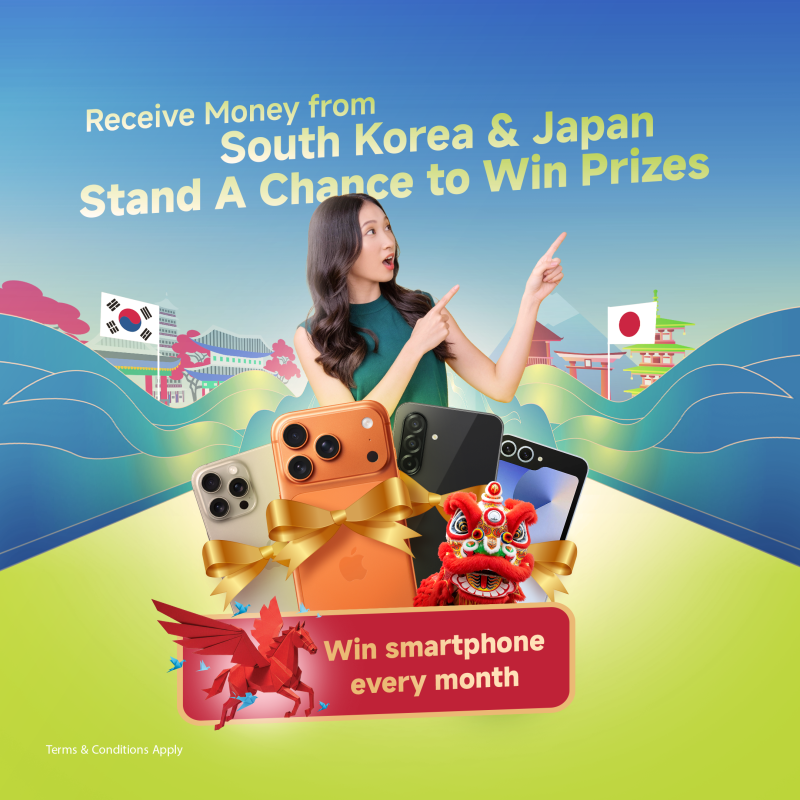 Receive Money from
South Korea & Japan
Stand A Chance to Win Prizes
Win smartphone
every month
Terms & Conditions Apply